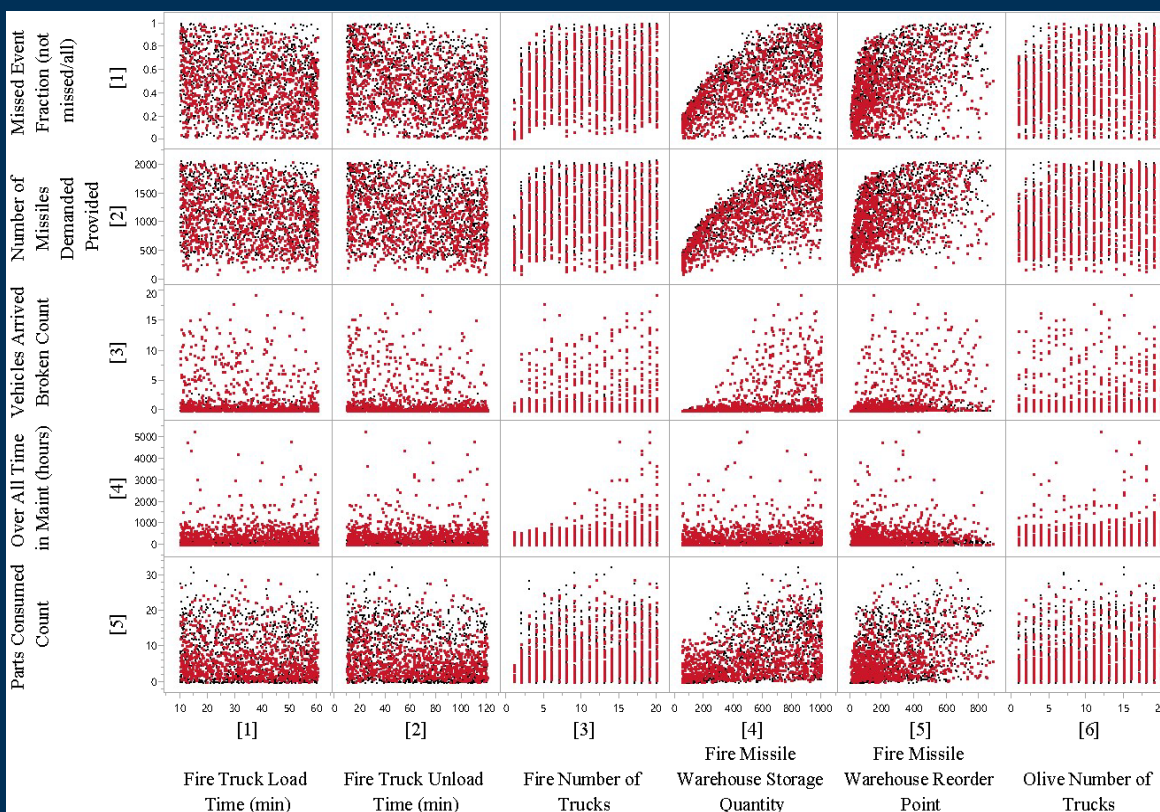 Missed Event
Fraction (not
missed/all)
[1]
1
0.8
0.6
0.4
0.2
0
Number of
Missiles
Demanded
Provided
[2]
2000
1500
1000
500
0
Vehicles Arrived
Broken Count
[3]
20
15
10
5
0
Over All Time
in Maint (hours)
[4]
5000
4000
3000
2000
1000
0
Parts Consumed
Count
[5]
30
20
10
0
10 20 30 40 50 60 0 20 40 60 80 100 120 0 5 10 15 20 0 200 400 600 800 1000 0 200 400 600 800 0 5 10 15 20
[1] [2] [3] [4] [5] [6]
Fire Truck Load
Time (min)
Fire Truck Unload
Time (min)
Fire Number of
Trucks
Fire Missile
Warehouse Storage
Quantity
Fire Missile
Warehouse Reorder
Point
Olive Number of
Trucks